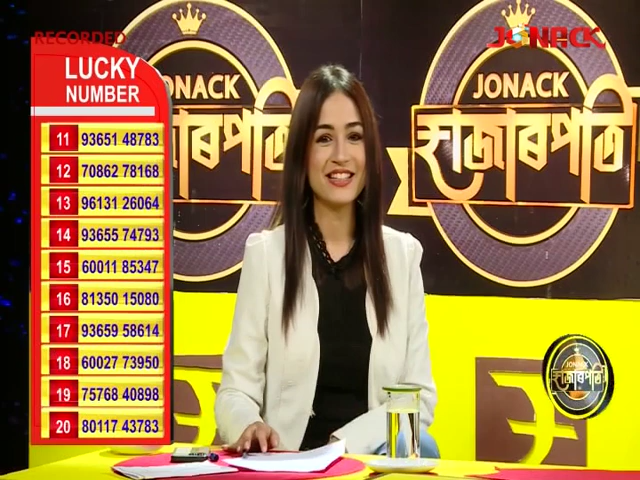 RECORDED
LUCKY
NUMBER
11 93651 48783
12 70862 78168
13 96131 26064
14 93655 74793
15 60011 85347
16 81350 15080
17 93659 58614
18 60027 73950
19 75768 40898
20 80117 43783
JONACK
JONACK
JONACK
হাজাৰপতি
JONACK
হাজাৰপতি